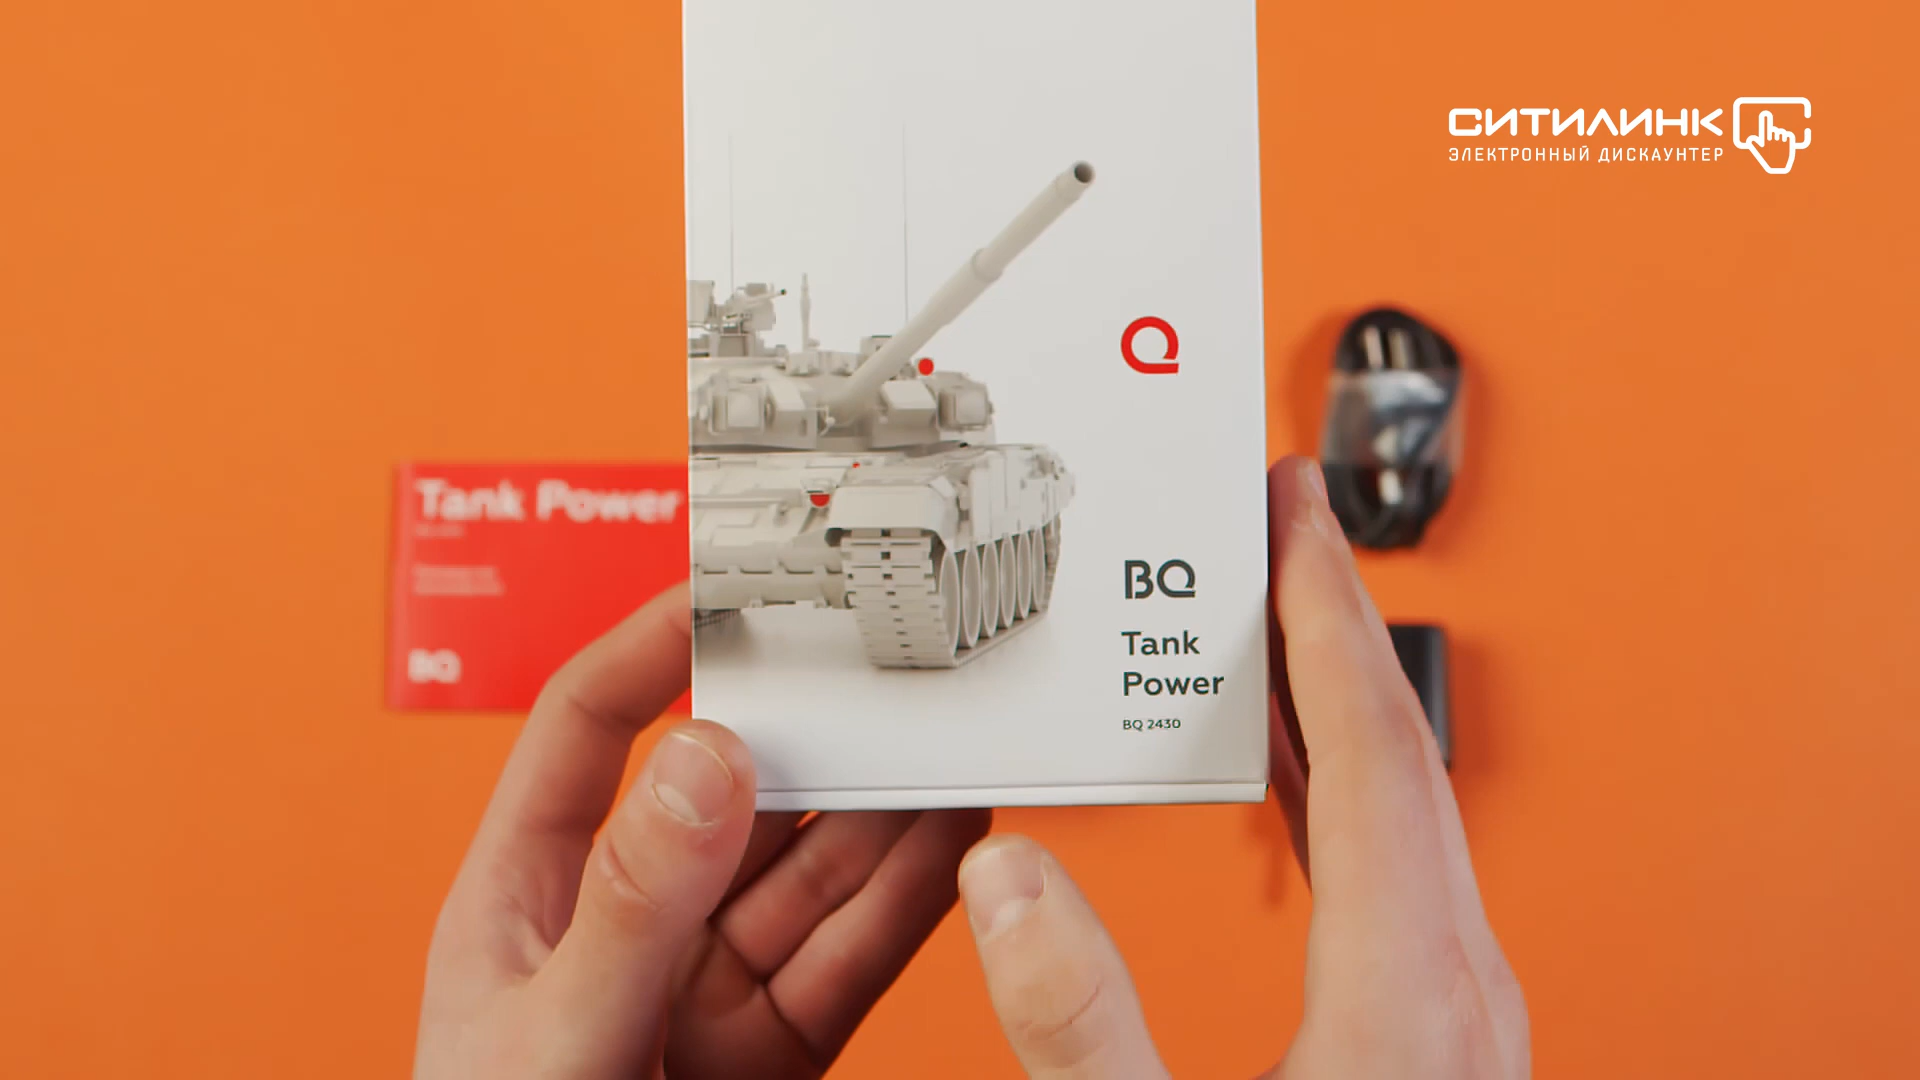 СИТИЛИНК
ЭЛЕКТРОННЫЙ ДИСКАУНТЕР
Tank Power
BQ
BQ
Tank
Power
BQ 2430